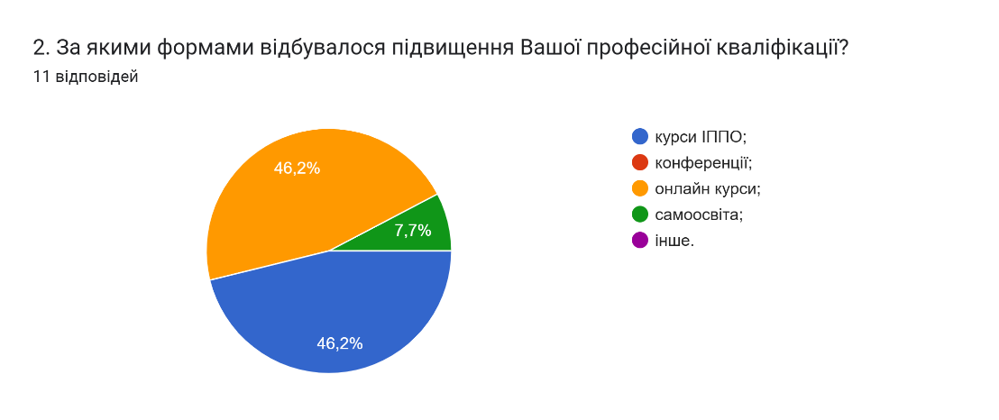 2. За якими формами відбувалося підвищення Вашої професійної кваліфікації?
11 відповідей
46,2%
7,7%
46,2%
курси ІППО;
конференції;
онлайн курси;
самоосвіта;
інше.